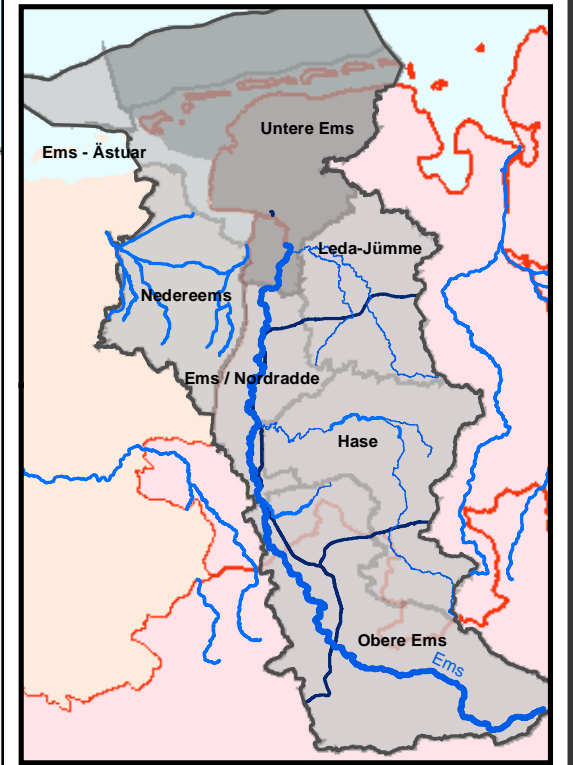 Untere Ems
Ems - Ästuar
Leda-Jümme
Nedereems
Ems / Nordradde
Hase
Obere Ems
Ems